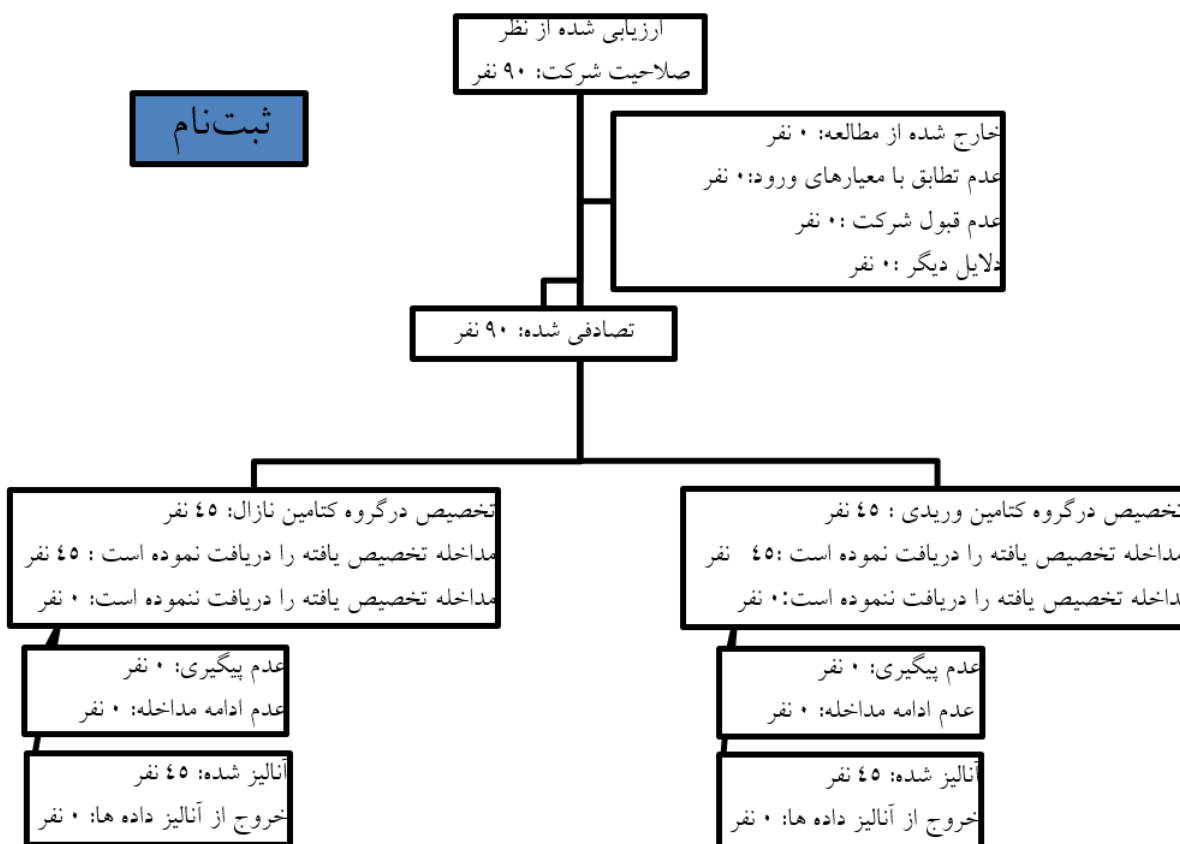 ارزیابی شده از نظر
صلاحیت شرکت: ۹۰ نفر
ثبت‌نام
خارج شده از مطالعه: ۰ نفر
عدم تطابق با معیارهای ورود:۰ نفر
عدم قبول شرکت :۰ نفر
دلایل دیگر :۰ نفر
تصادفی شده: ۹۰ نفر
تخصیص درگروه کتامین وریدی : ٤٥ نفر
مداخله تخصیص یافته را دریافت نموده است :٤٥ نفر
مداخله تخصیص یافته را دریافت ننموده است:۰ نفر
تخصیص درگروه کتامین نازال: ٤٥ نفر
مداخله تخصیص یافته را دریافت نموده است : ٤٥ نفر
مداخله تخصیص یافته را دریافت ننموده است: ۰ نفر
عدم پیگیری: ۰ نفر
عدم ادامه مداخله: ۰ نفر
عدم پیگیری: ۰ نفر
عدم ادامه مداخله: ۰ نفر
آنالیز شده: ٤٥ نفر
خروج از آنالیز داده ها: ۰ نفر
آنالیز شده: ٤٥ نفر
خروج از آنالیز داده ها: ۰ نفر